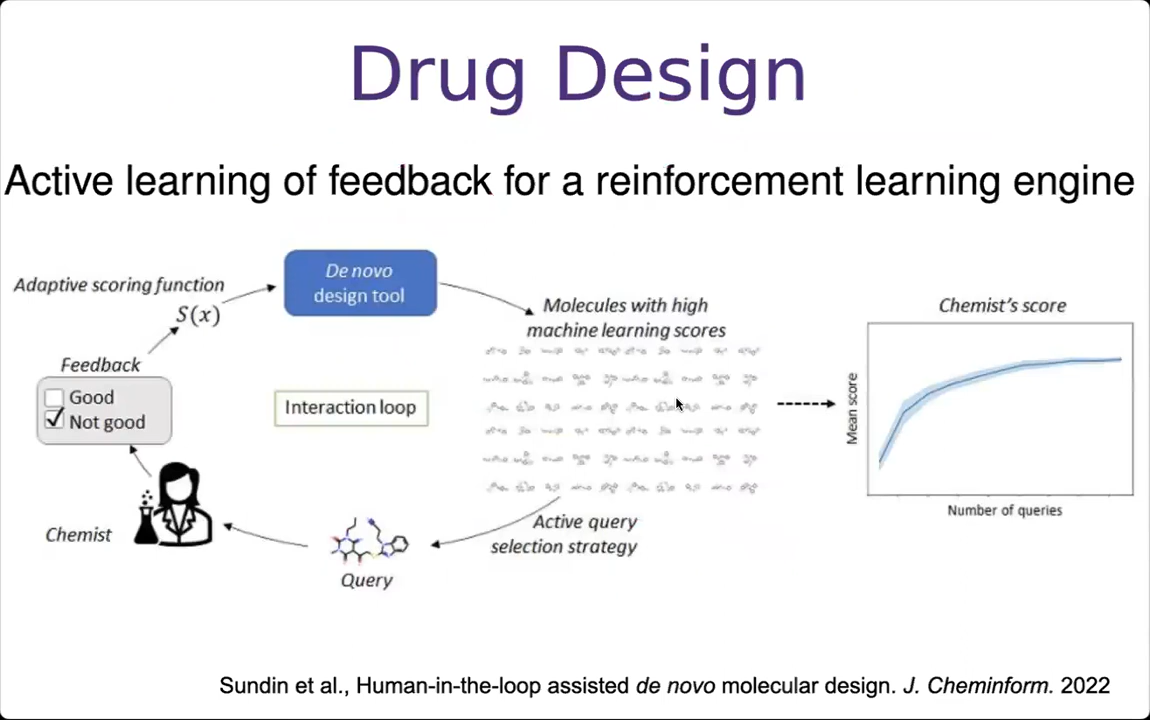 Drug Design
Active learning of feedback for a reinforcement learning engine
Adaptive scoring function
S(x)
De novo
design tool
Molecules with high
machine learning scores
Feedback
Good
Not good
Interaction loop
Chemist
Query
Active query
selection strategy
Chemist's score
Mean score
Number of queries
Sundin et al., Human-in-the-loop assisted de novo molecular design. J. Cheminform. 2022